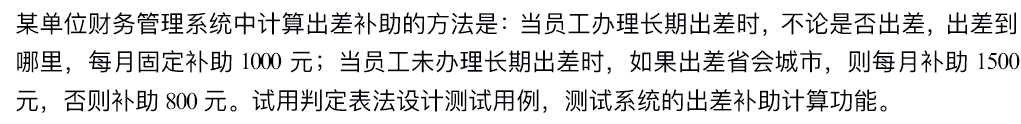 某单位财务管理系统中计算出差补助的方法是：当员工办理长期出差时，不论是否出差，出差到
哪里，每月固定补助 1000 元；当员工未办理长期出差时，如果出差省会城市，则每月补助 1500
元，否则补助 800 元。试用判定表法设计测试用例，测试系统的出差补助计算功能。